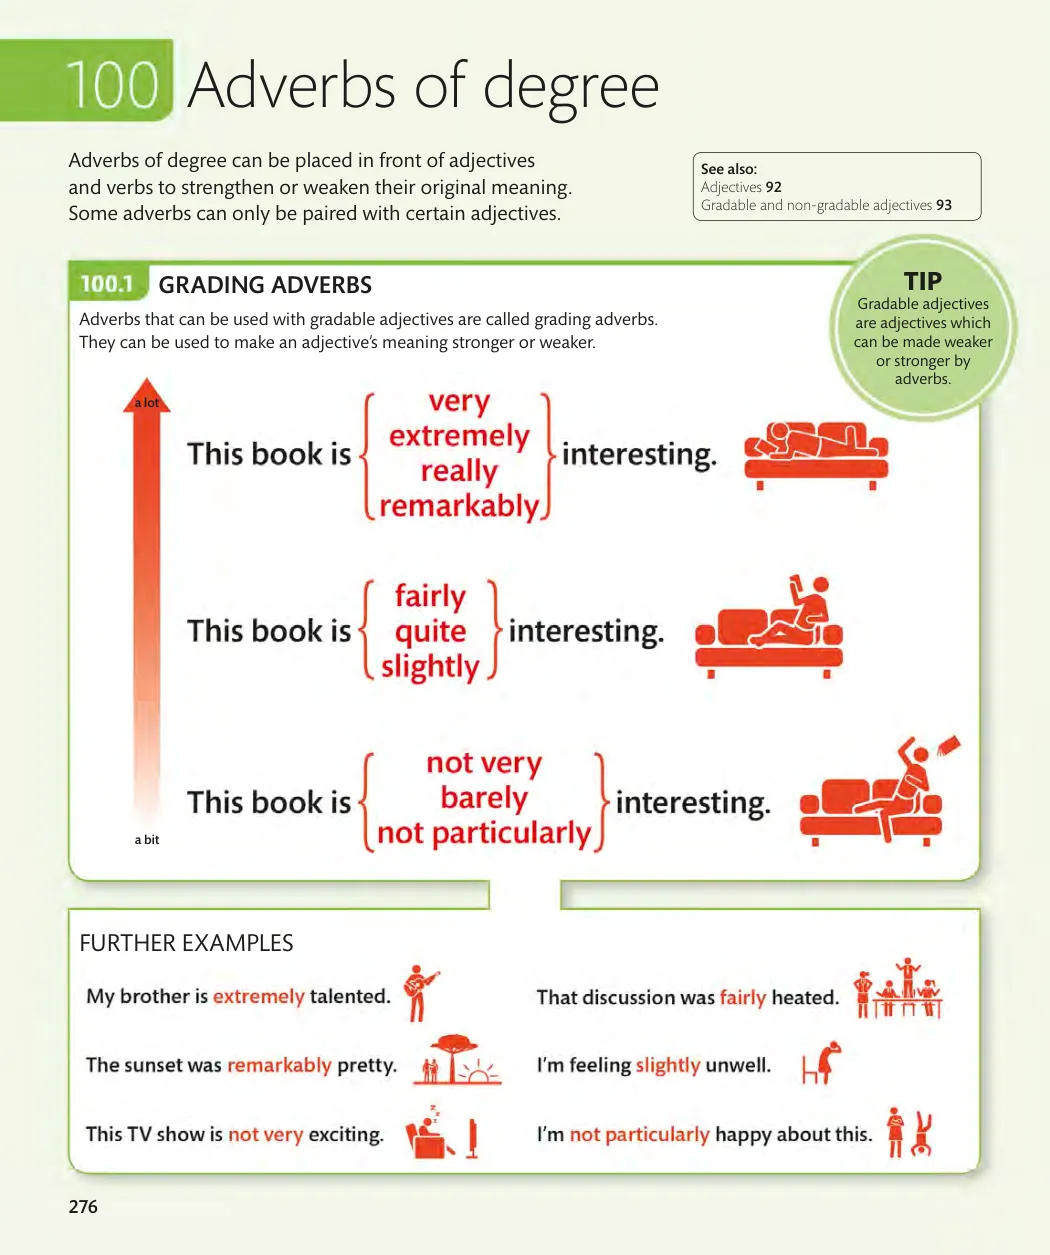 100 Adverbs of degree
Adverbs of degree can be placed in front of adjectives
and verbs to strengthen or weaken their original meaning.
Some adverbs can only be paired with certain adjectives.
See also:
Adjectives 92
Gradable and non-gradable adjectives 93
100.1 GRADING ADVERBS
Adverbs that can be used with gradable adjectives are called grading adverbs.
They can be used to make an adjective's meaning stronger or weaker.
TIP
Gradable adjectives
are adjectives which
can be made weaker
or stronger by
adverbs.
a lot
very
extremely
This book is interesting.
really
remarkably
fairly
This book is quite interesting.
slightly
not very
This book is barely interesting.
not particularly
a bit
FURTHER EXAMPLES
My brother is extremely talented.
The sunset was remarkably pretty.
z z z
This TV show is not very exciting.
That discussion was fairly heated.
I'm feeling slightly unwell.
I'm not particularly happy about this.
276